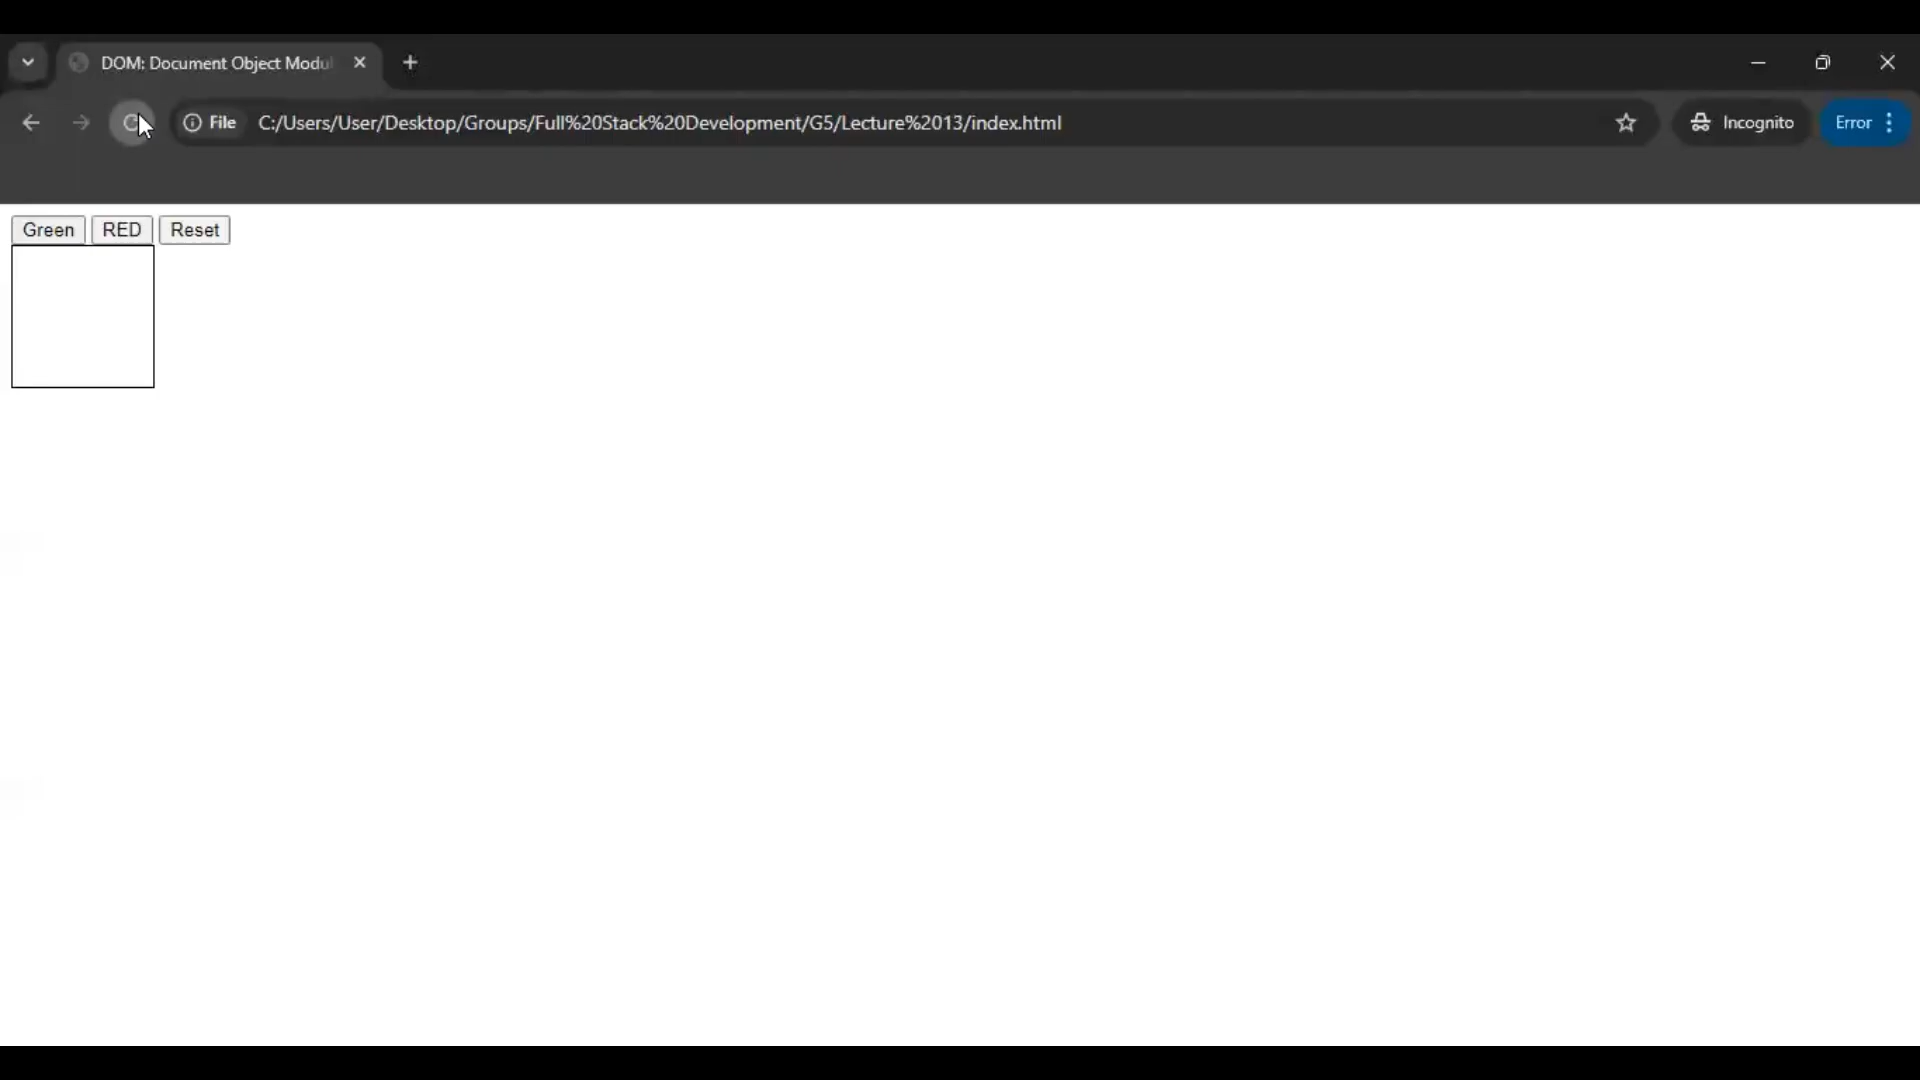 DOM: Document Object Modul
File C:/Users/User/Desktop/Groups/Full%20Stack%20Development/G5/Lecture%2013/index.html Incognito Error
Green RED Reset